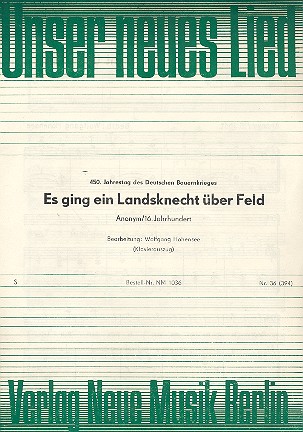 Unser neues Lied
450. Jahrestag des Deutschen Bauernkrieges
Es ging ein Landsknecht über Feld
Anonym/16. Jahrhundert
Bearbeitung: Wolfgang Hohensee
(Klavierauszug)
S Bestell-Nr. NM 1036 Nr. 36 (394)
Verlag Neue Musik Berlin